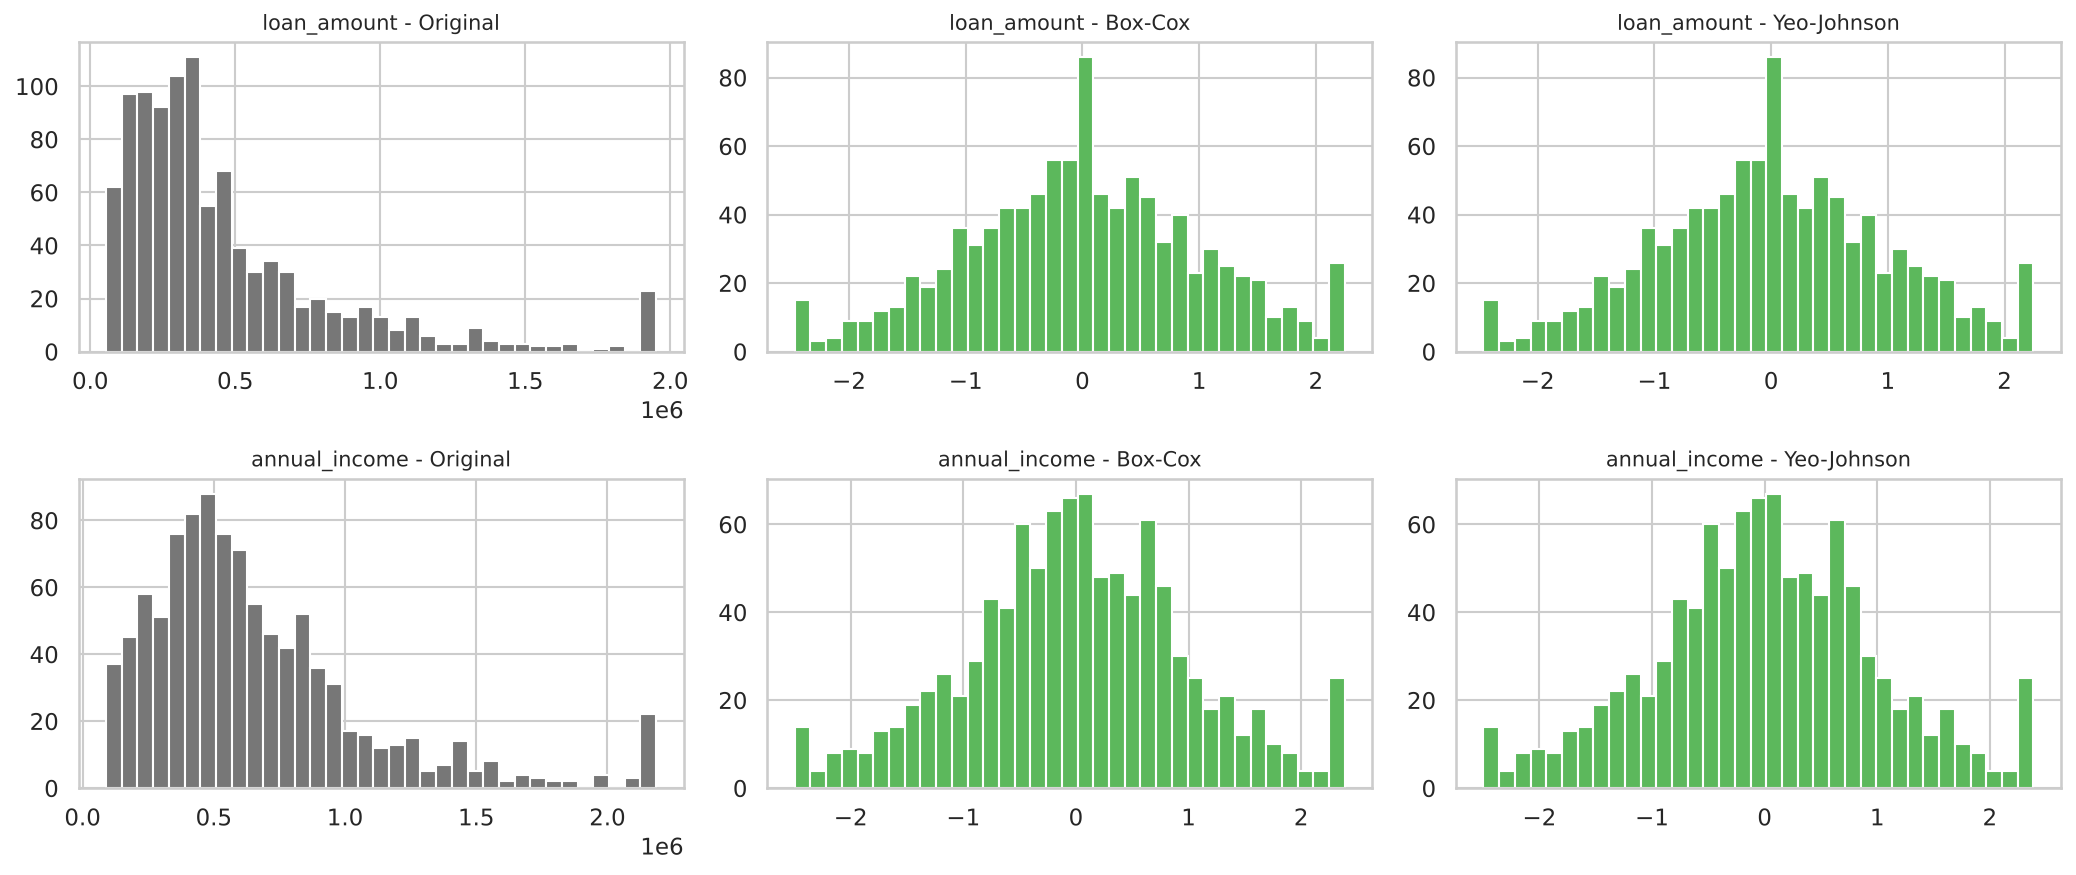 loan_amount - Original
loan_amount - Box-Cox
loan_amount - Yeo-Johnson
100
80
60
40
20
0
0.0 0.5 1.0 1.5 2.0
1e6
80
60
40
20
0
−2 −1 0 1 2
80
60
40
20
0
−2 −1 0 1 2
annual_income - Original
annual_income - Box-Cox
annual_income - Yeo-Johnson
80
60
40
20
0
0.0 0.5 1.0 1.5 2.0
1e6
60
40
20
0
−2 −1 0 1 2
60
40
20
0
−2 −1 0 1 2